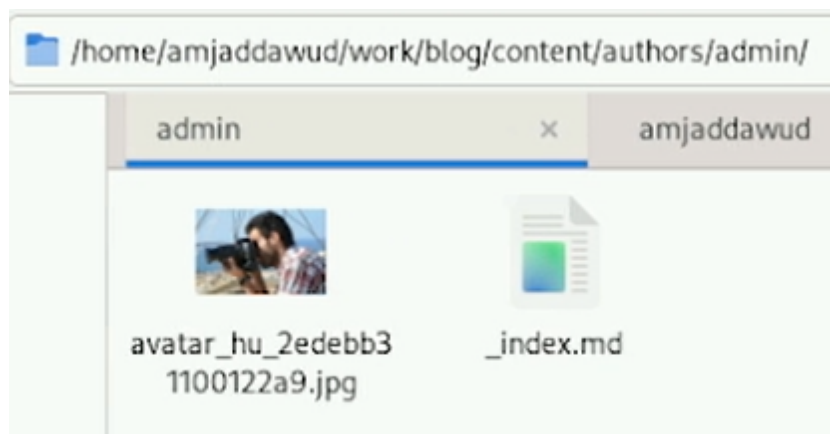 /home/amjaddawud/work/blog/content/authors/admin/
admin
amjaddawud
avatar_hu_2edebb3
1100122a9.jpg
_index.md